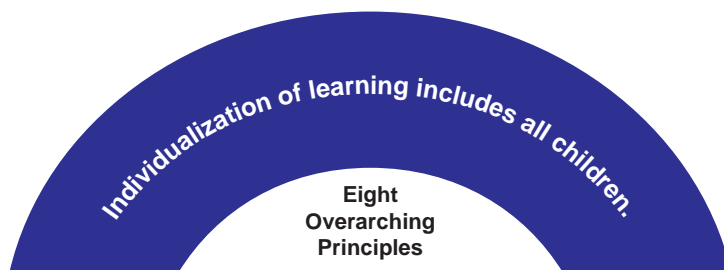 Individualization of learning includes all children.
Eight
Overarching
Principles